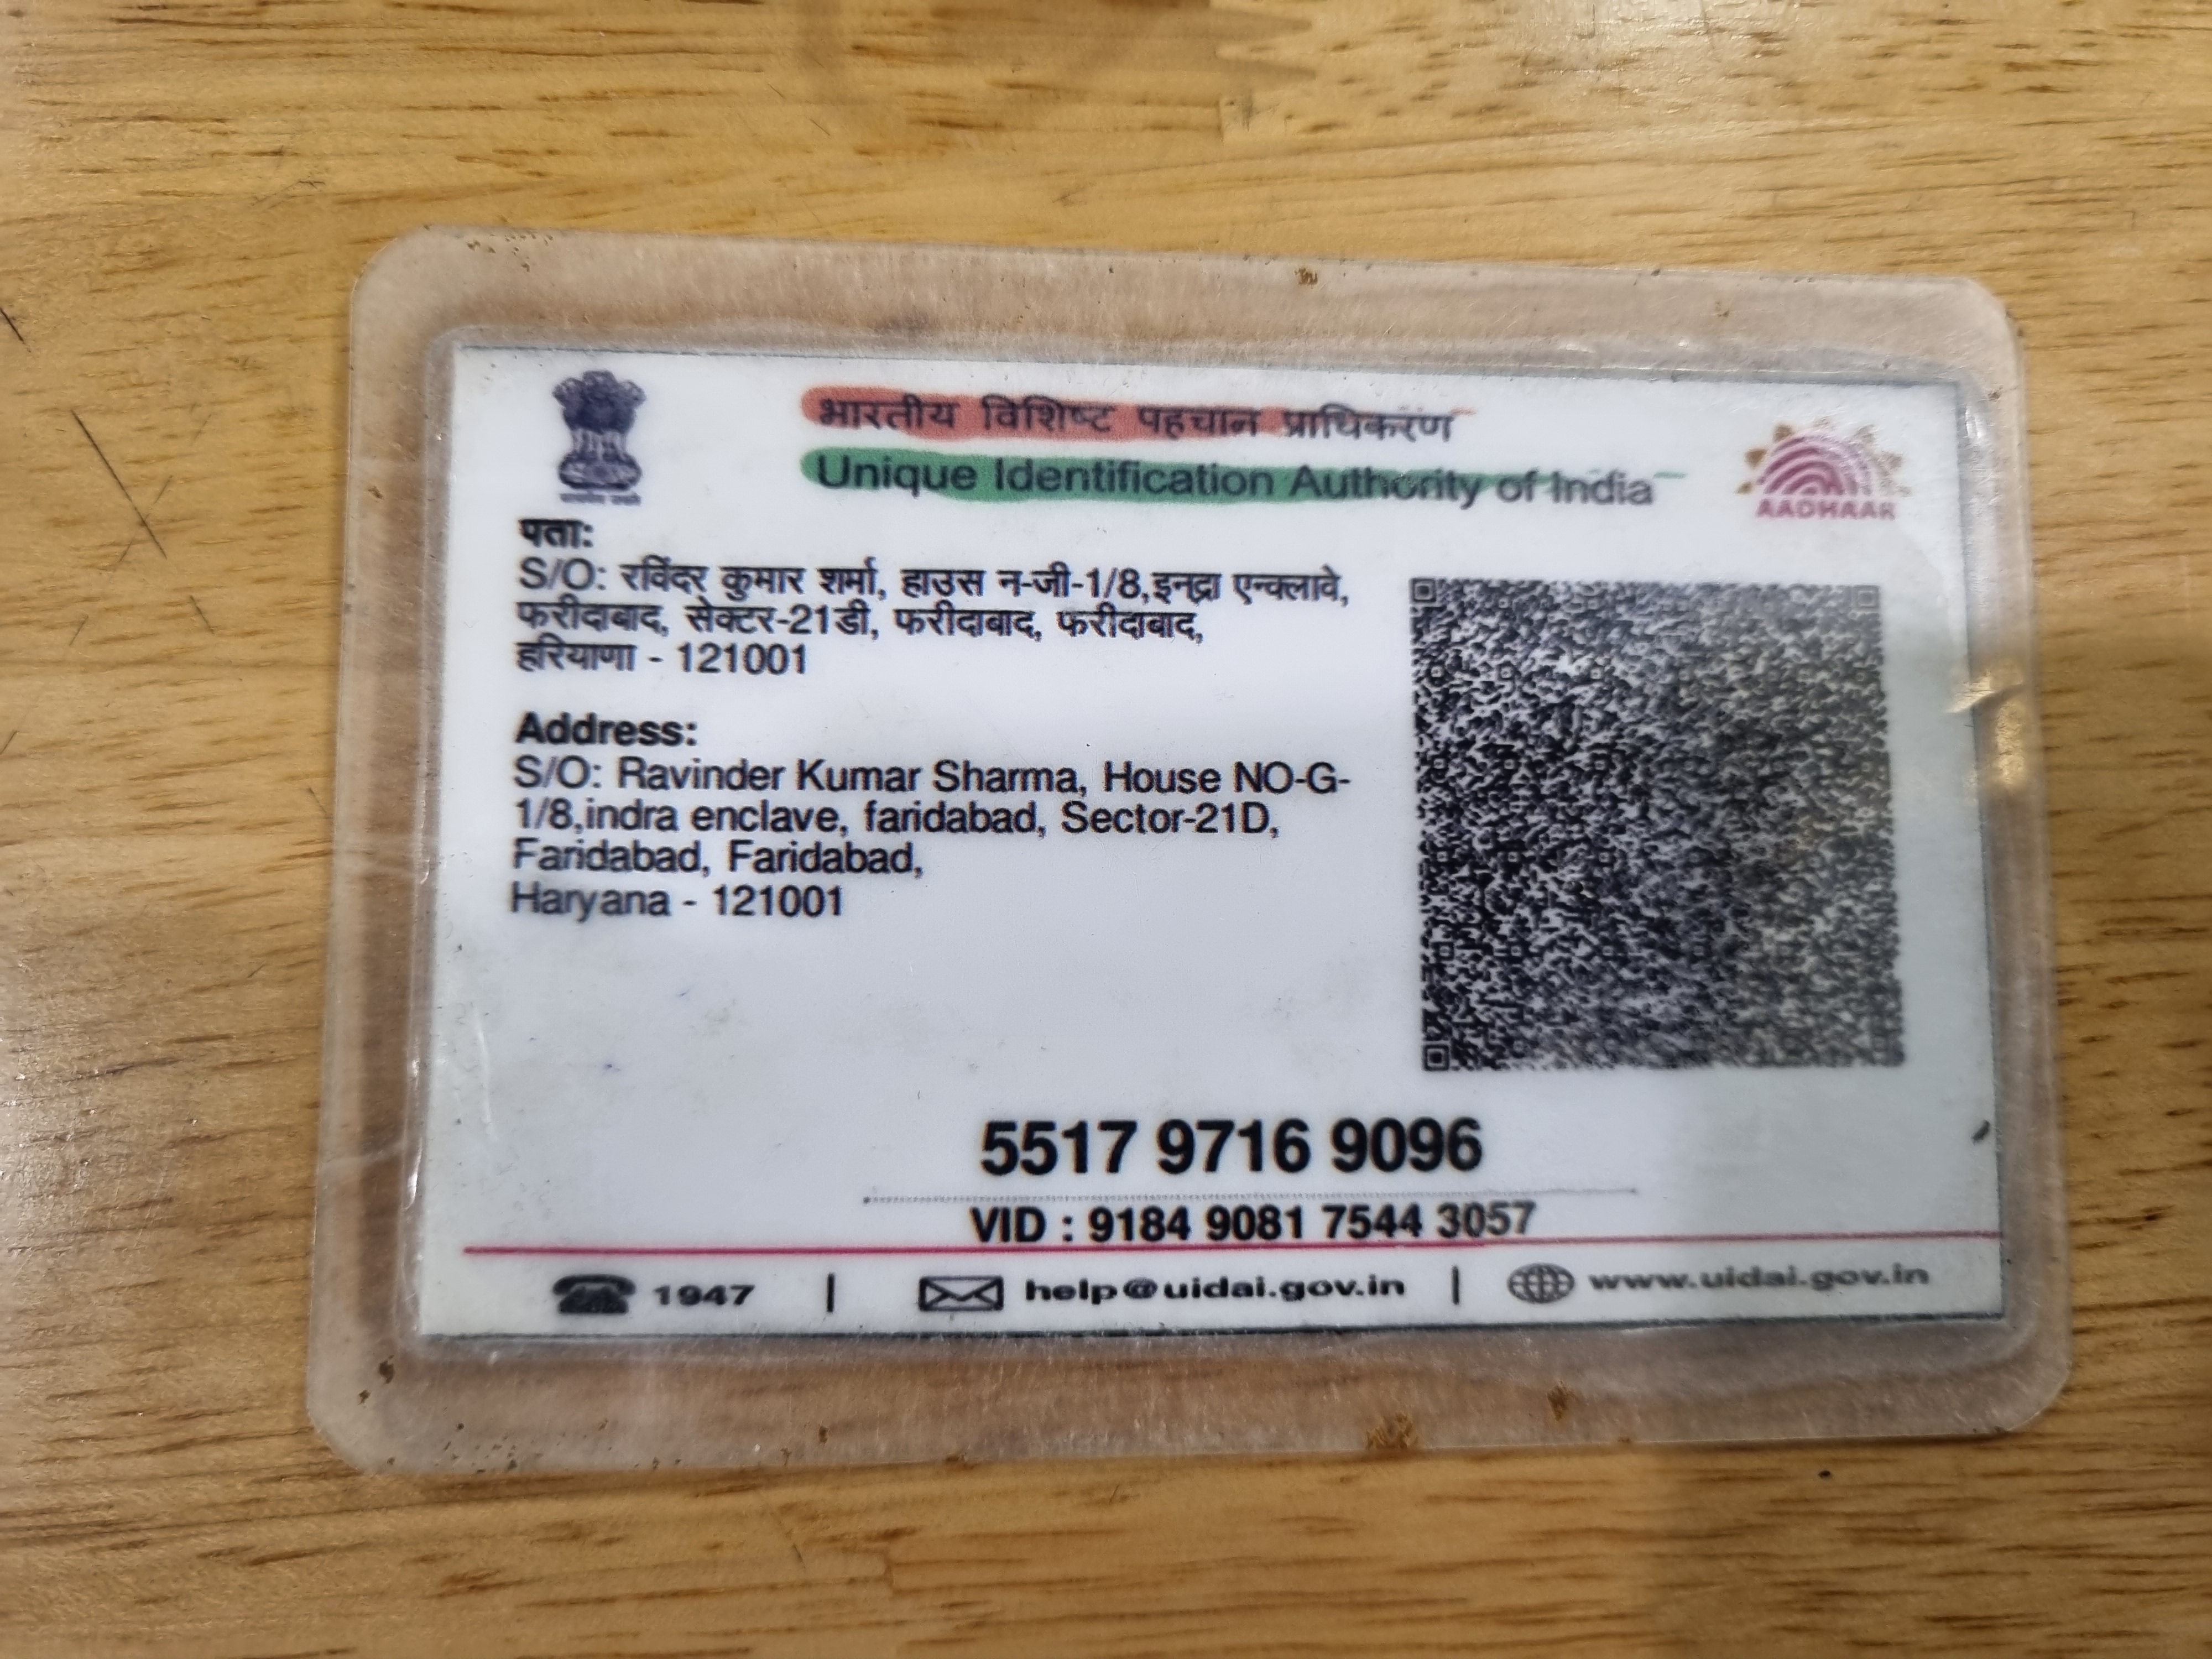 भारतीय विशिष्ट पहचान प्राधिकरण
Unique Identification Authority of India
AADHAAR
पता:
S/O: रविंदर कुमार शर्मा, हाउस न-जी-1/8,इन्द्रा एन्क्लावे,
फरीदाबाद, सेक्टर-21डी, फरीदाबाद, फरीदाबाद,
हरियाणा - 121001
Address:
S/O: Ravinder Kumar Sharma, House NO-G-
1/8,indra enclave, faridabad, Sector-21D,
Faridabad, Faridabad,
Haryana - 121001
5517 9716 9096
VID : 9184 9081 7544 3057
1947 | help@uidai.gov.in | www.uidai.gov.in